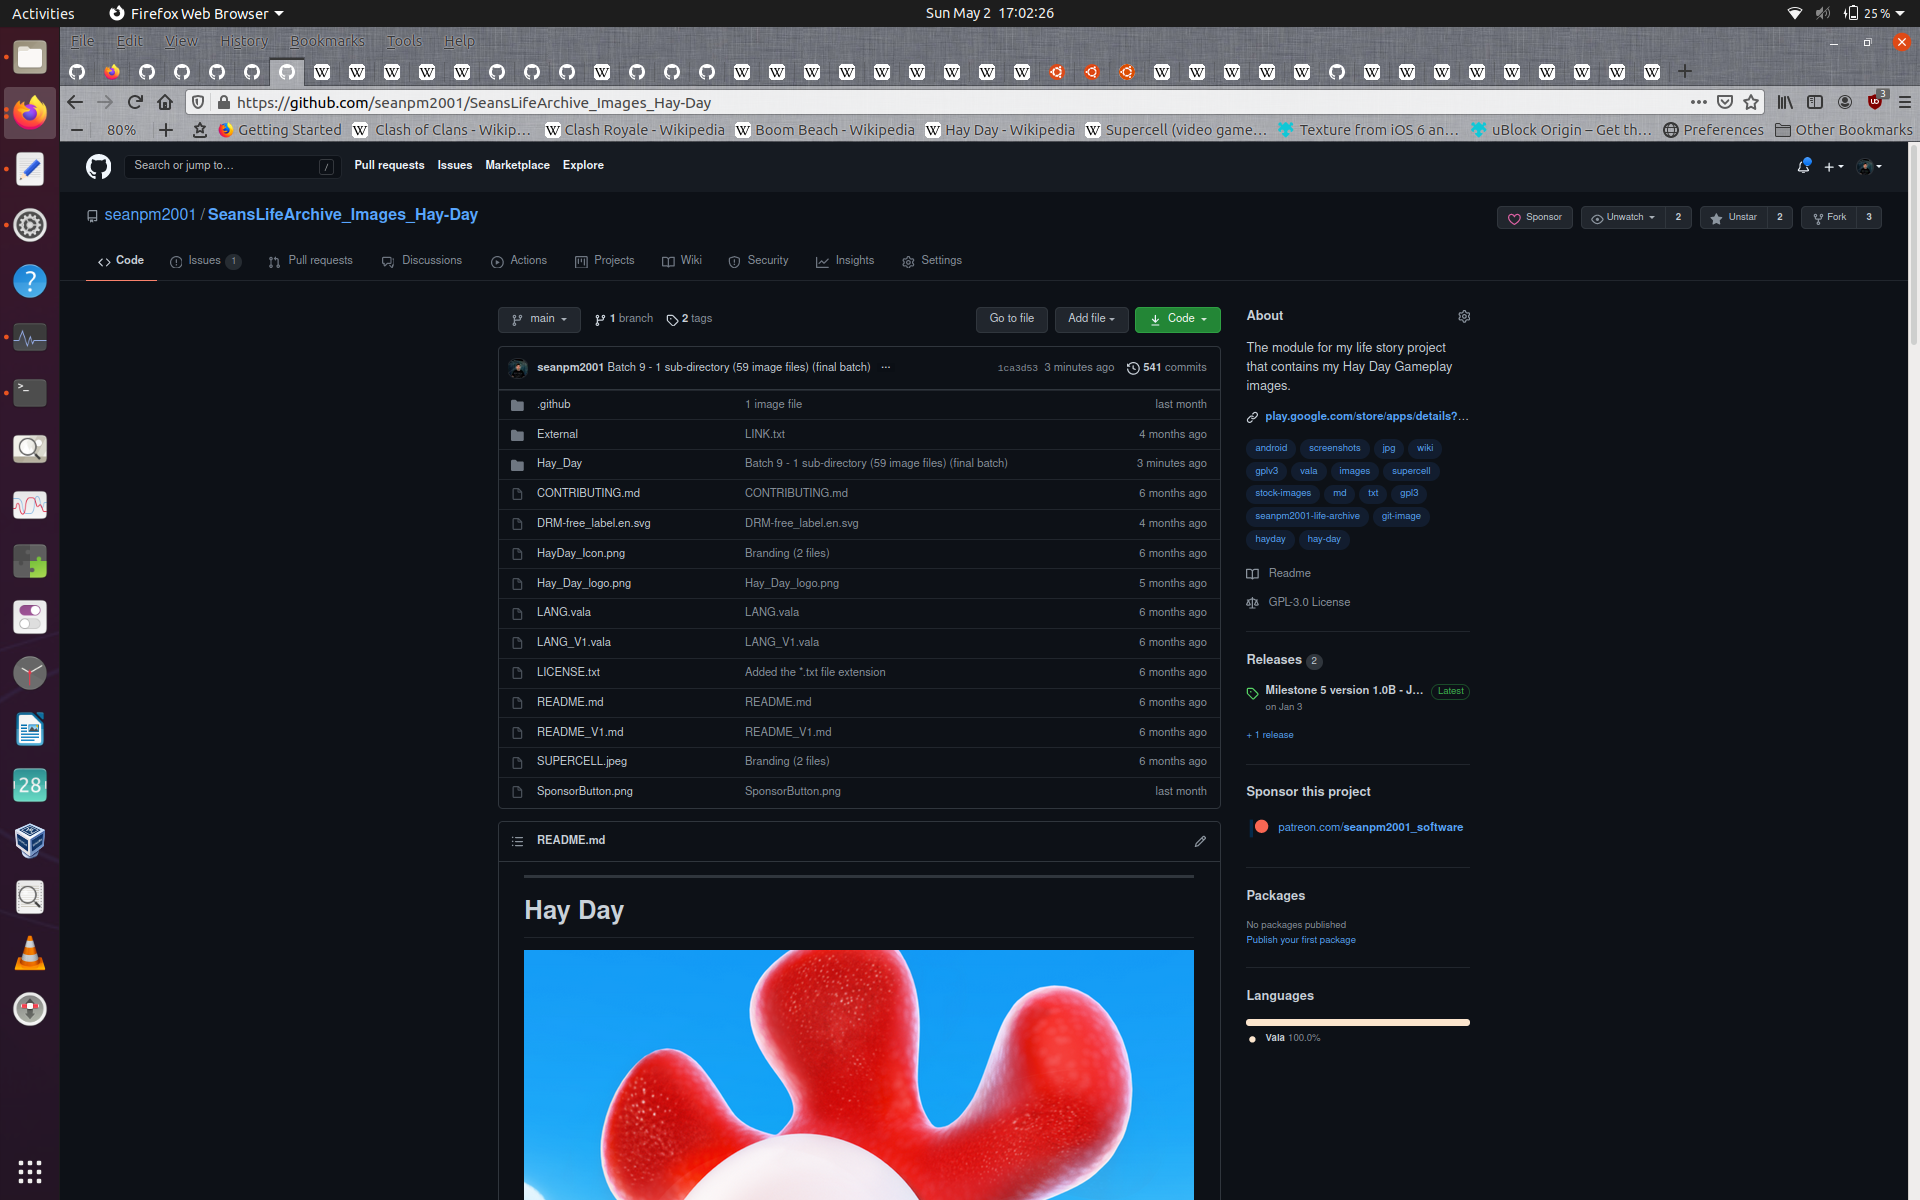 Activities
Firefox Web Browser
Sun May 2 17:02:26
25 %
File Edit View History Bookmarks Tools Help
https://github.com/seanpm2001/SeansLifeArchive_Images_Hay-Day
3
80%
Getting Started
Clash of Clans - Wikip…
Clash Royale - Wikipedia
Boom Beach - Wikipedia
Hay Day - Wikipedia
Supercell (video game…
Texture from iOS 6 an…
uBlock Origin – Get th…
Preferences
Other Bookmarks
Search or jump to…
/
Pull requests Issues Marketplace Explore
seanpm2001 / SeansLifeArchive_Images_Hay-Day
Sponsor
Unwatch 2
Unstar 2
Fork 3
Code
Issues 1
Pull requests
Discussions
Actions
Projects
Wiki
Security
Insights
Settings
main
1 branch
2 tags
Go to file
Add file
Code
seanpm2001 Batch 9 - 1 sub-directory (59 image files) (final batch) ...
1ca3d53 3 minutes ago
541 commits
.github 1 image file last month
External LINK.txt 4 months ago
Hay_Day Batch 9 - 1 sub-directory (59 image files) (final batch) 3 minutes ago
CONTRIBUTING.md CONTRIBUTING.md 6 months ago
DRM-free_label.en.svg DRM-free_label.en.svg 4 months ago
HayDay_Icon.png Branding (2 files) 6 months ago
Hay_Day_logo.png Hay_Day_logo.png 5 months ago
LANG.vala LANG.vala 6 months ago
LANG_V1.vala LANG_V1.vala 6 months ago
LICENSE.txt Added the *.txt file extension 6 months ago
README.md README.md 6 months ago
README_V1.md README_V1.md 6 months ago
SUPERCELL.jpeg Branding (2 files) 6 months ago
SponsorButton.png SponsorButton.png last month
README.md
Hay Day
About
The module for my life story project
that contains my Hay Day Gameplay
images.
play.google.com/store/apps/details?…
android screenshots jpg wiki
gplv3 vala images supercell
stock-images md txt gpl3
seanpm2001-life-archive git-image
hayday hay-day
Readme
GPL-3.0 License
Releases 2
Milestone 5 version 1.0B - J… Latest
on Jan 3
+ 1 release
Sponsor this project
patreon.com/seanpm2001_software
Packages
No packages published
Publish your first package
Languages
Vala 100.0%
28